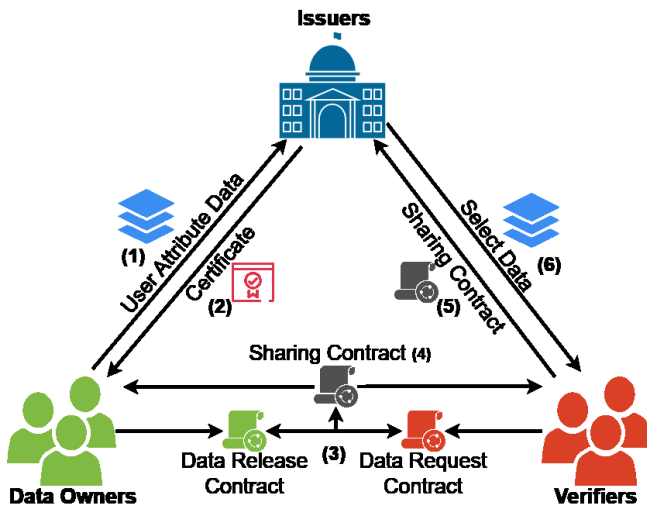 Issuers
User Attribute Data
(1)
Certificate
(2)
Sharing Contract
(5)
Select Data
(6)
Sharing Contract (4)
(3)
Data Release
Contract
Data Request
Contract
Data Owners
Verifiers